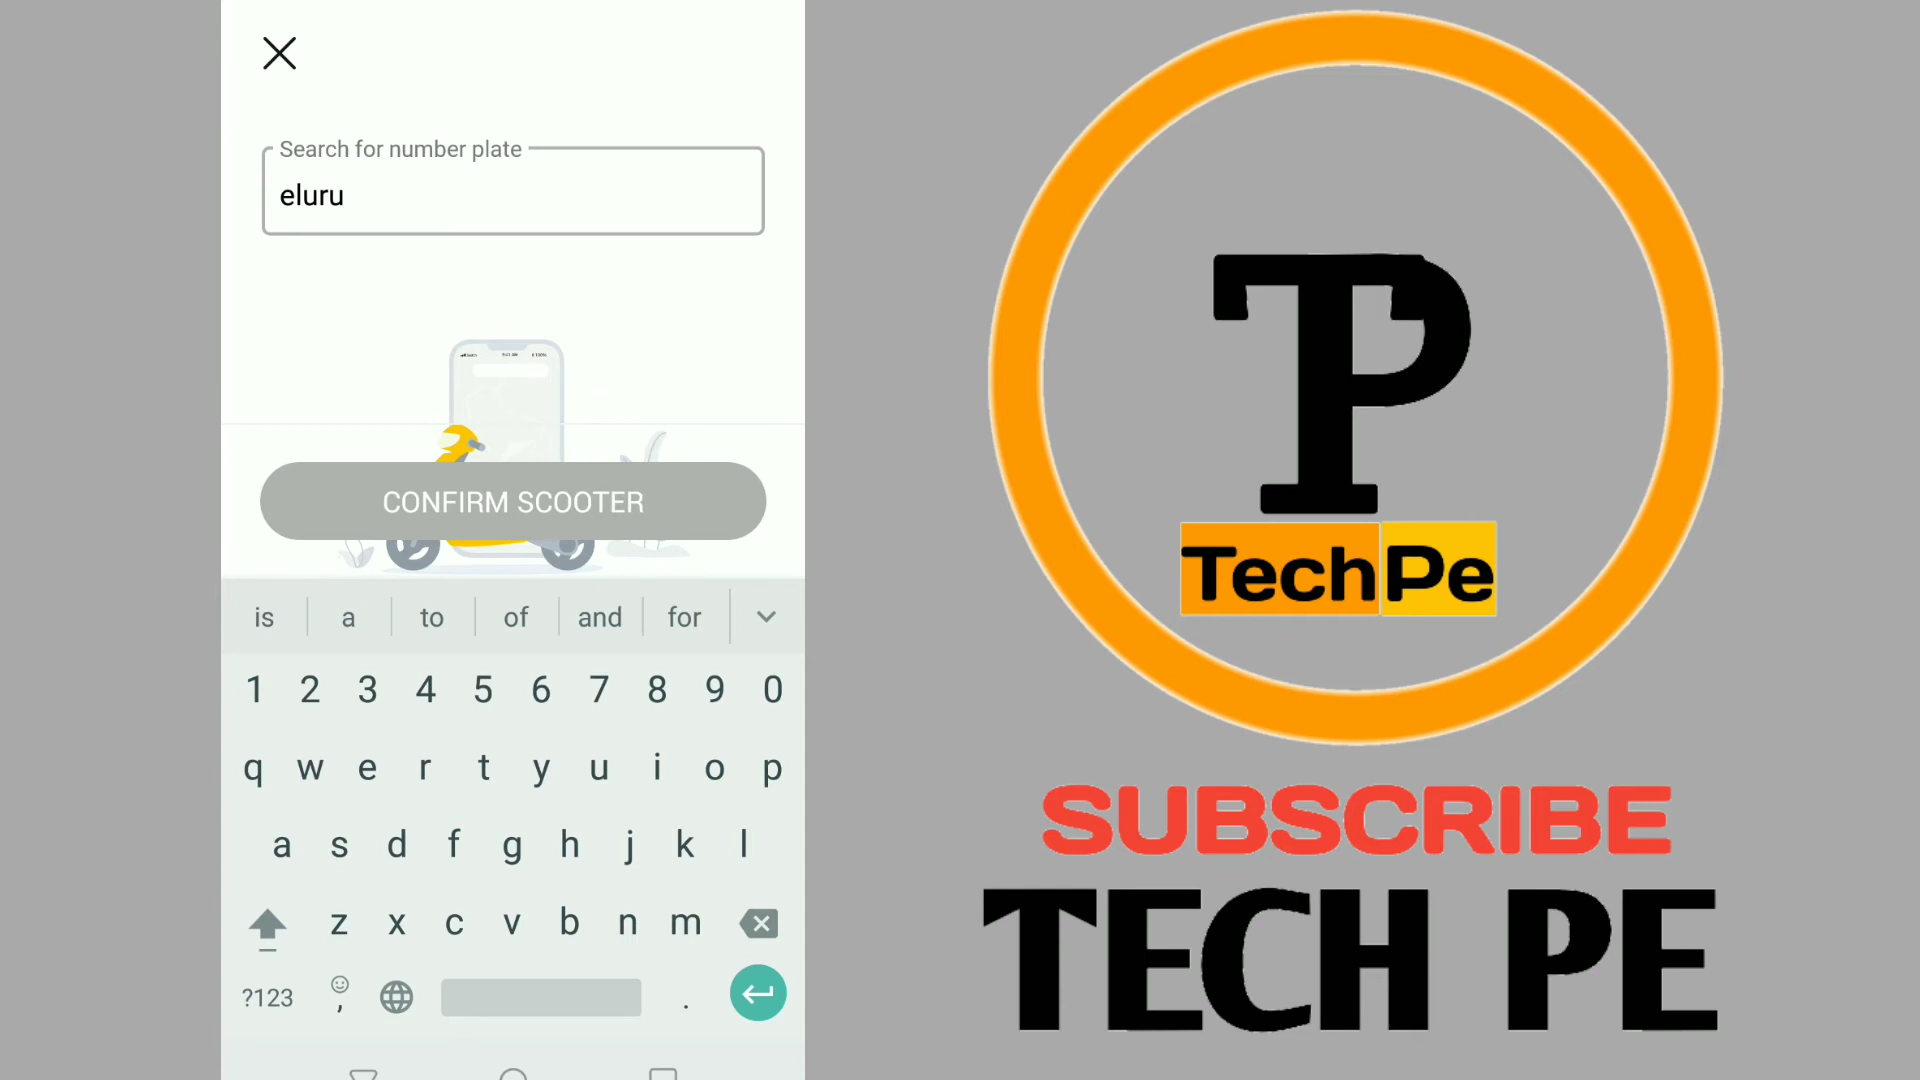 Search for number plate
eluru
CONFIRM SCOOTER
is a to of and for
1 2 3 4 5 6 7 8 9 0
q w e r t y u i o p
a s d f g h j k l
z x c v b n m
?123 , .
TP
TechPe
SUBSCRIBE
TECH PE